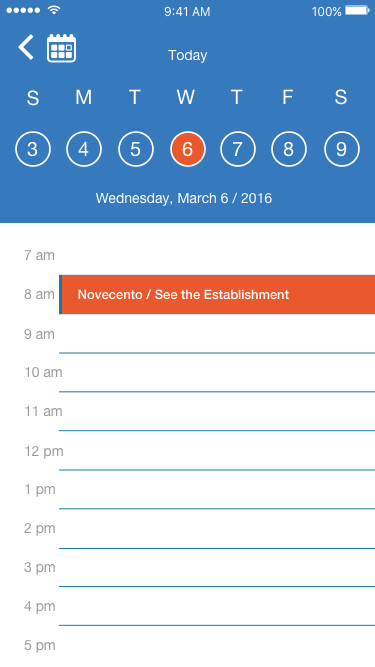 9:41 AM 100%
Today
S M T W T F S
3 4 5 6 7 8 9
Wednesday, March 6 / 2016
7 am
8 am Novecento / See the Establishment
9 am
10 am
11 am
12 pm
1 pm
2 pm
3 pm
4 pm
5 pm